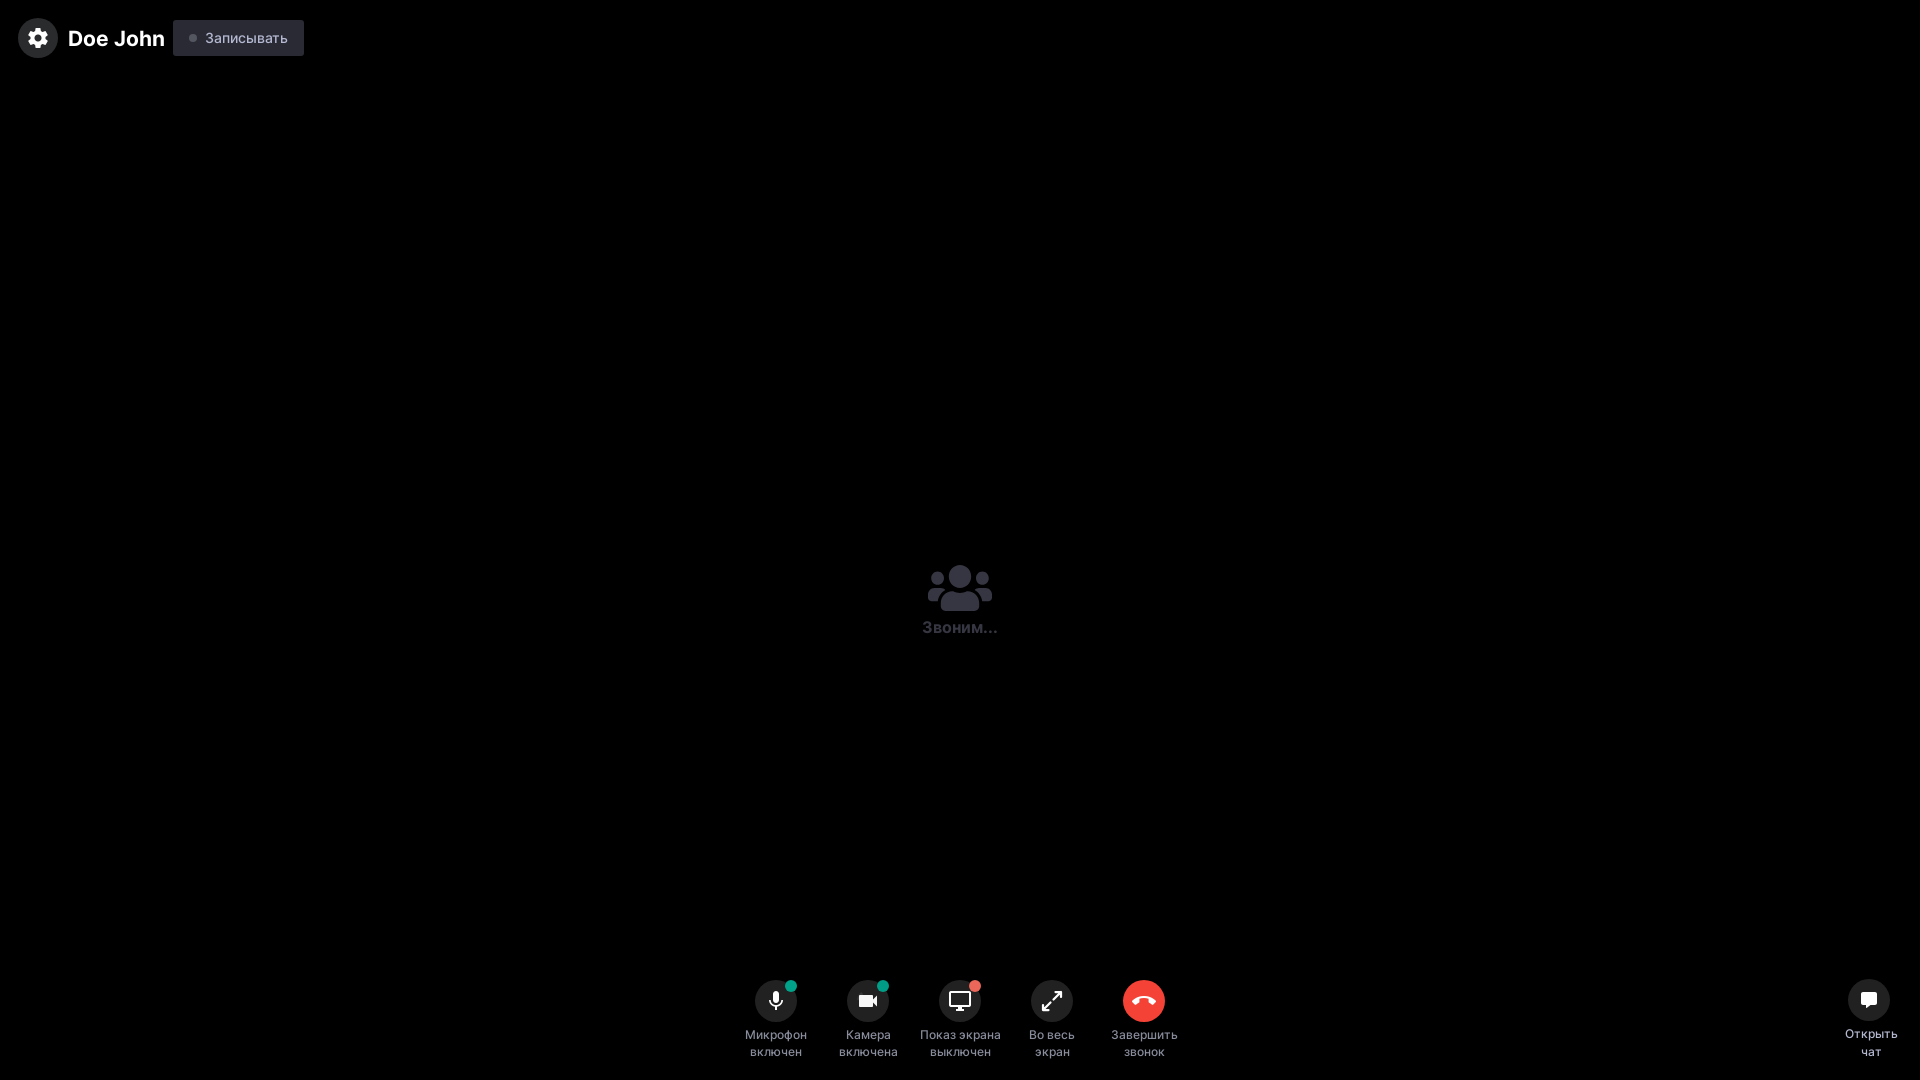 Doe John
Записывать
Звоним...
Микрофон
включен
Камера
включена
Показ экрана
выключен
Во весь
экран
Завершить
звонок
Открыть
чат